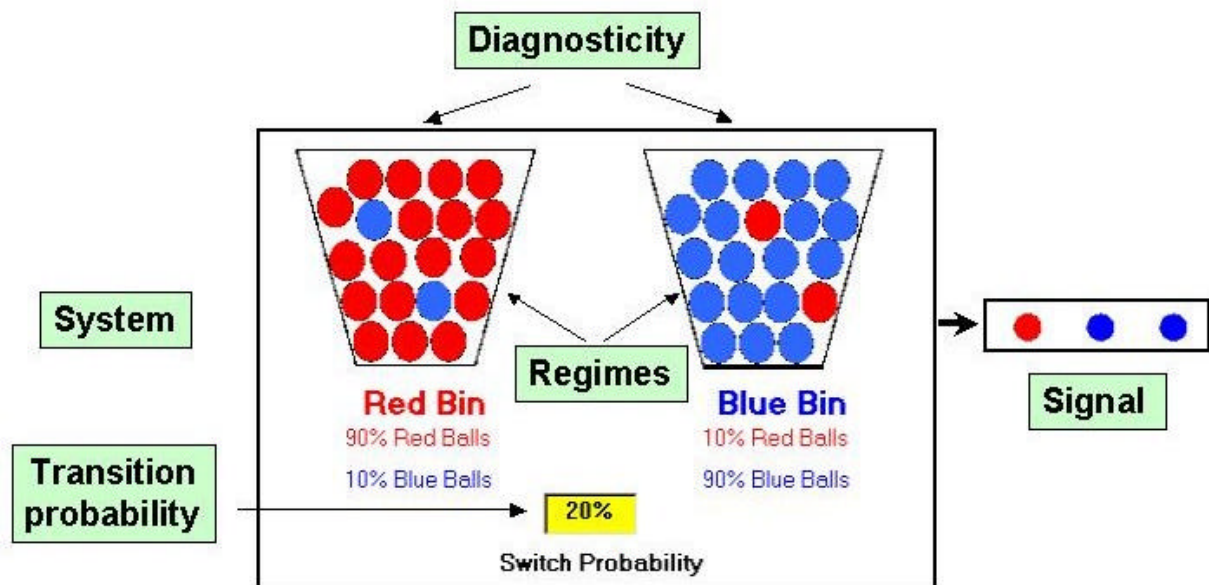 Diagnosticity
System
Regimes
Signal
Red Bin
Blue Bin
90% Red Balls
10% Red Balls
10% Blue Balls
90% Blue Balls
Transition
probability
20%
Switch Probability